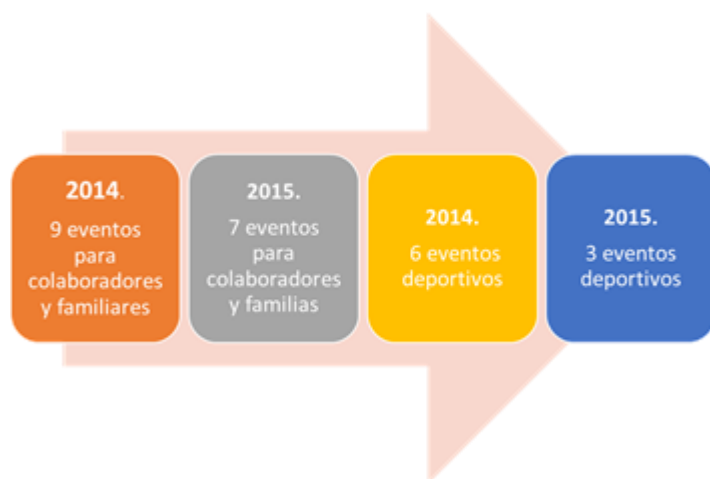 2014.
9 eventos
para
colaboradores
y familiares
2015.
7 eventos
para
colaboradores
y familias
2014.
6 eventos
deportivos
2015.
3 eventos
deportivos